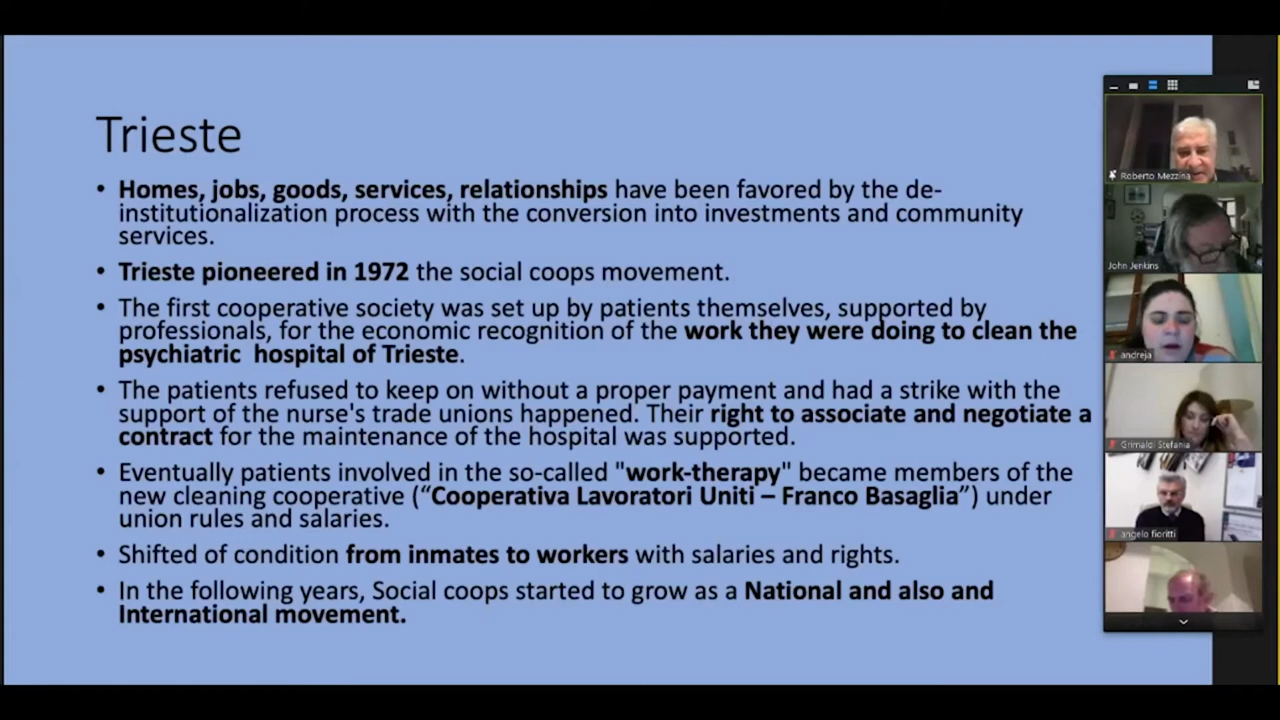 Trieste
• Homes, jobs, goods, services, relationships have been favored by the de-
institutionalization process with the conversion into investments and community
services.
• Trieste pioneered in 1972 the social coops movement.
• The first cooperative society was set up by patients themselves, supported by
professionals, for the economic recognition of the work they were doing to clean the
psychiatric hospital of Trieste.
• The patients refused to keep on without a proper payment and had a strike with the
support of the nurse's trade unions happened. Their right to associate and negotiate a
contract for the maintenance of the hospital was supported.
• Eventually patients involved in the so-called "work-therapy" became members of the
new cleaning cooperative (“Cooperativa Lavoratori Uniti – Franco Basaglia”) under
union rules and salaries.
• Shifted of condition from inmates to workers with salaries and rights.
• In the following years, Social coops started to grow as a National and also and
International movement.
Roberto Mezzina
John Jenkins
andreja
Grimaldi Stefania
angelo fioritti